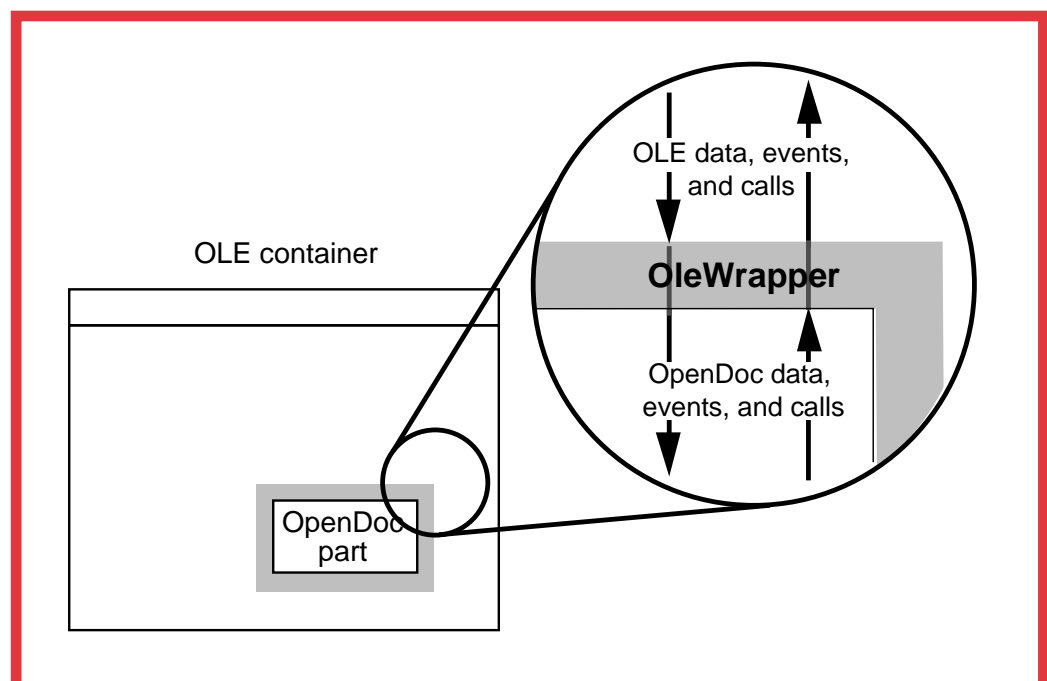 OLE data, events,
and calls
OLE container
OleWrapper
OpenDoc data,
events, and calls
OpenDoc
part